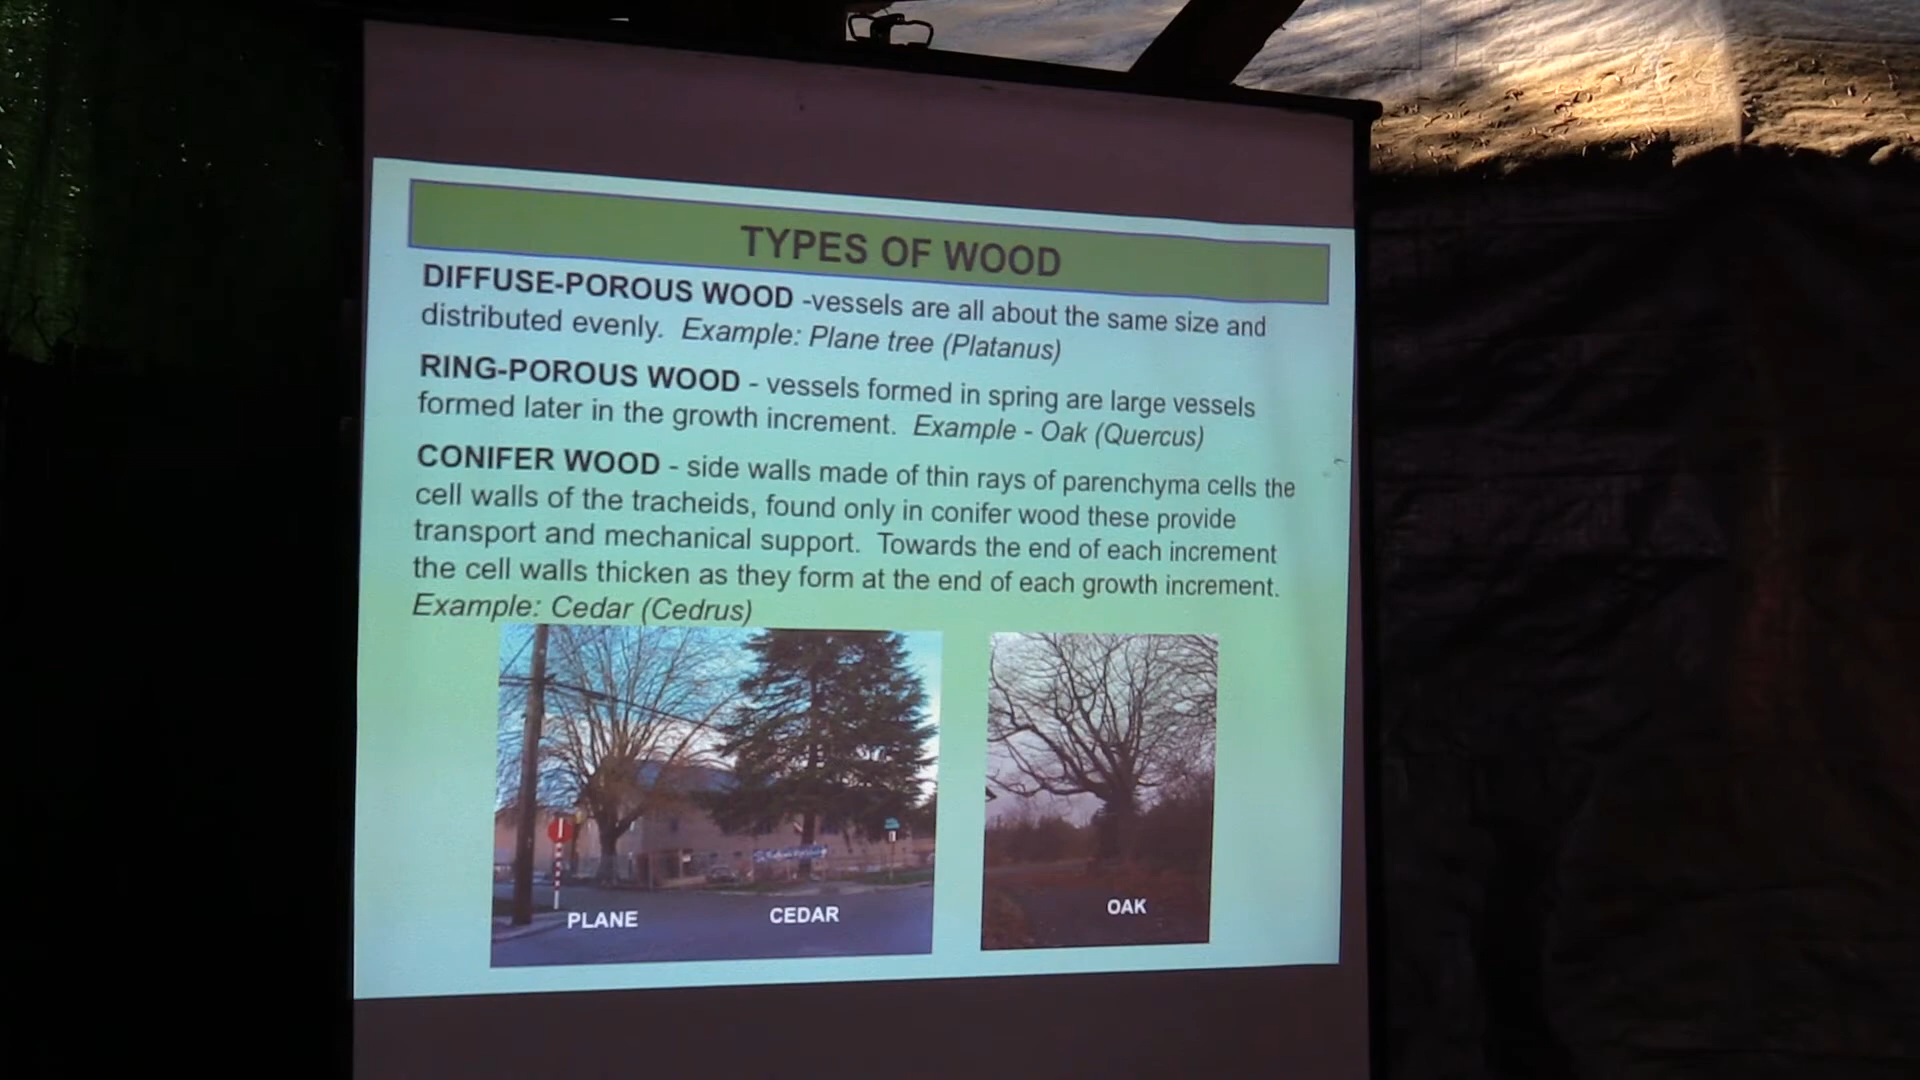 TYPES OF WOOD
DIFFUSE-POROUS WOOD -vessels are all about the same size and
distributed evenly. Example: Plane tree (Platanus)
RING-POROUS WOOD - vessels formed in spring are large vessels
formed later in the growth increment. Example - Oak (Quercus)
CONIFER WOOD - side walls made of thin rays of parenchyma cells the
cell walls of the tracheids, found only in conifer wood these provide
transport and mechanical support. Towards the end of each increment
the cell walls thicken as they form at the end of each growth increment.
Example: Cedar (Cedrus)
PLANE
CEDAR
OAK